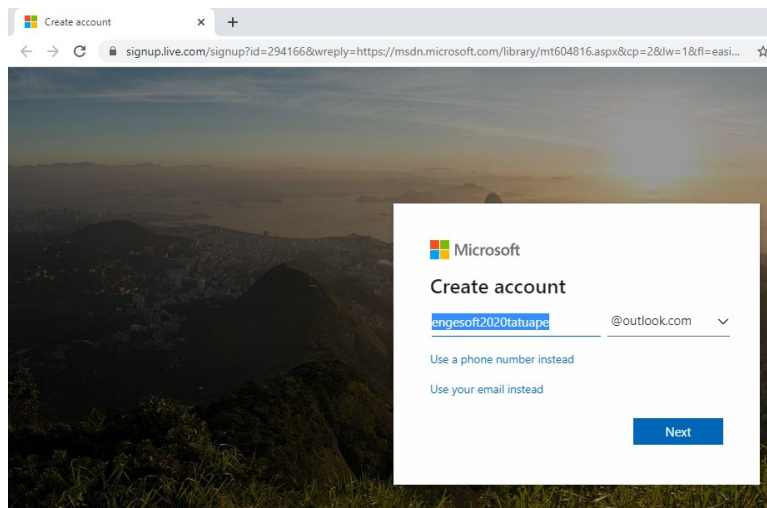 Create account
signup.live.com/signup?id=294166&wreply=https://msdn.microsoft.com/library/mt604816.aspx&cp=2&lw=1&fl=easi...
Microsoft
Create account
engesoft2020tatuape @outlook.com
Use a phone number instead
Use your email instead
Next